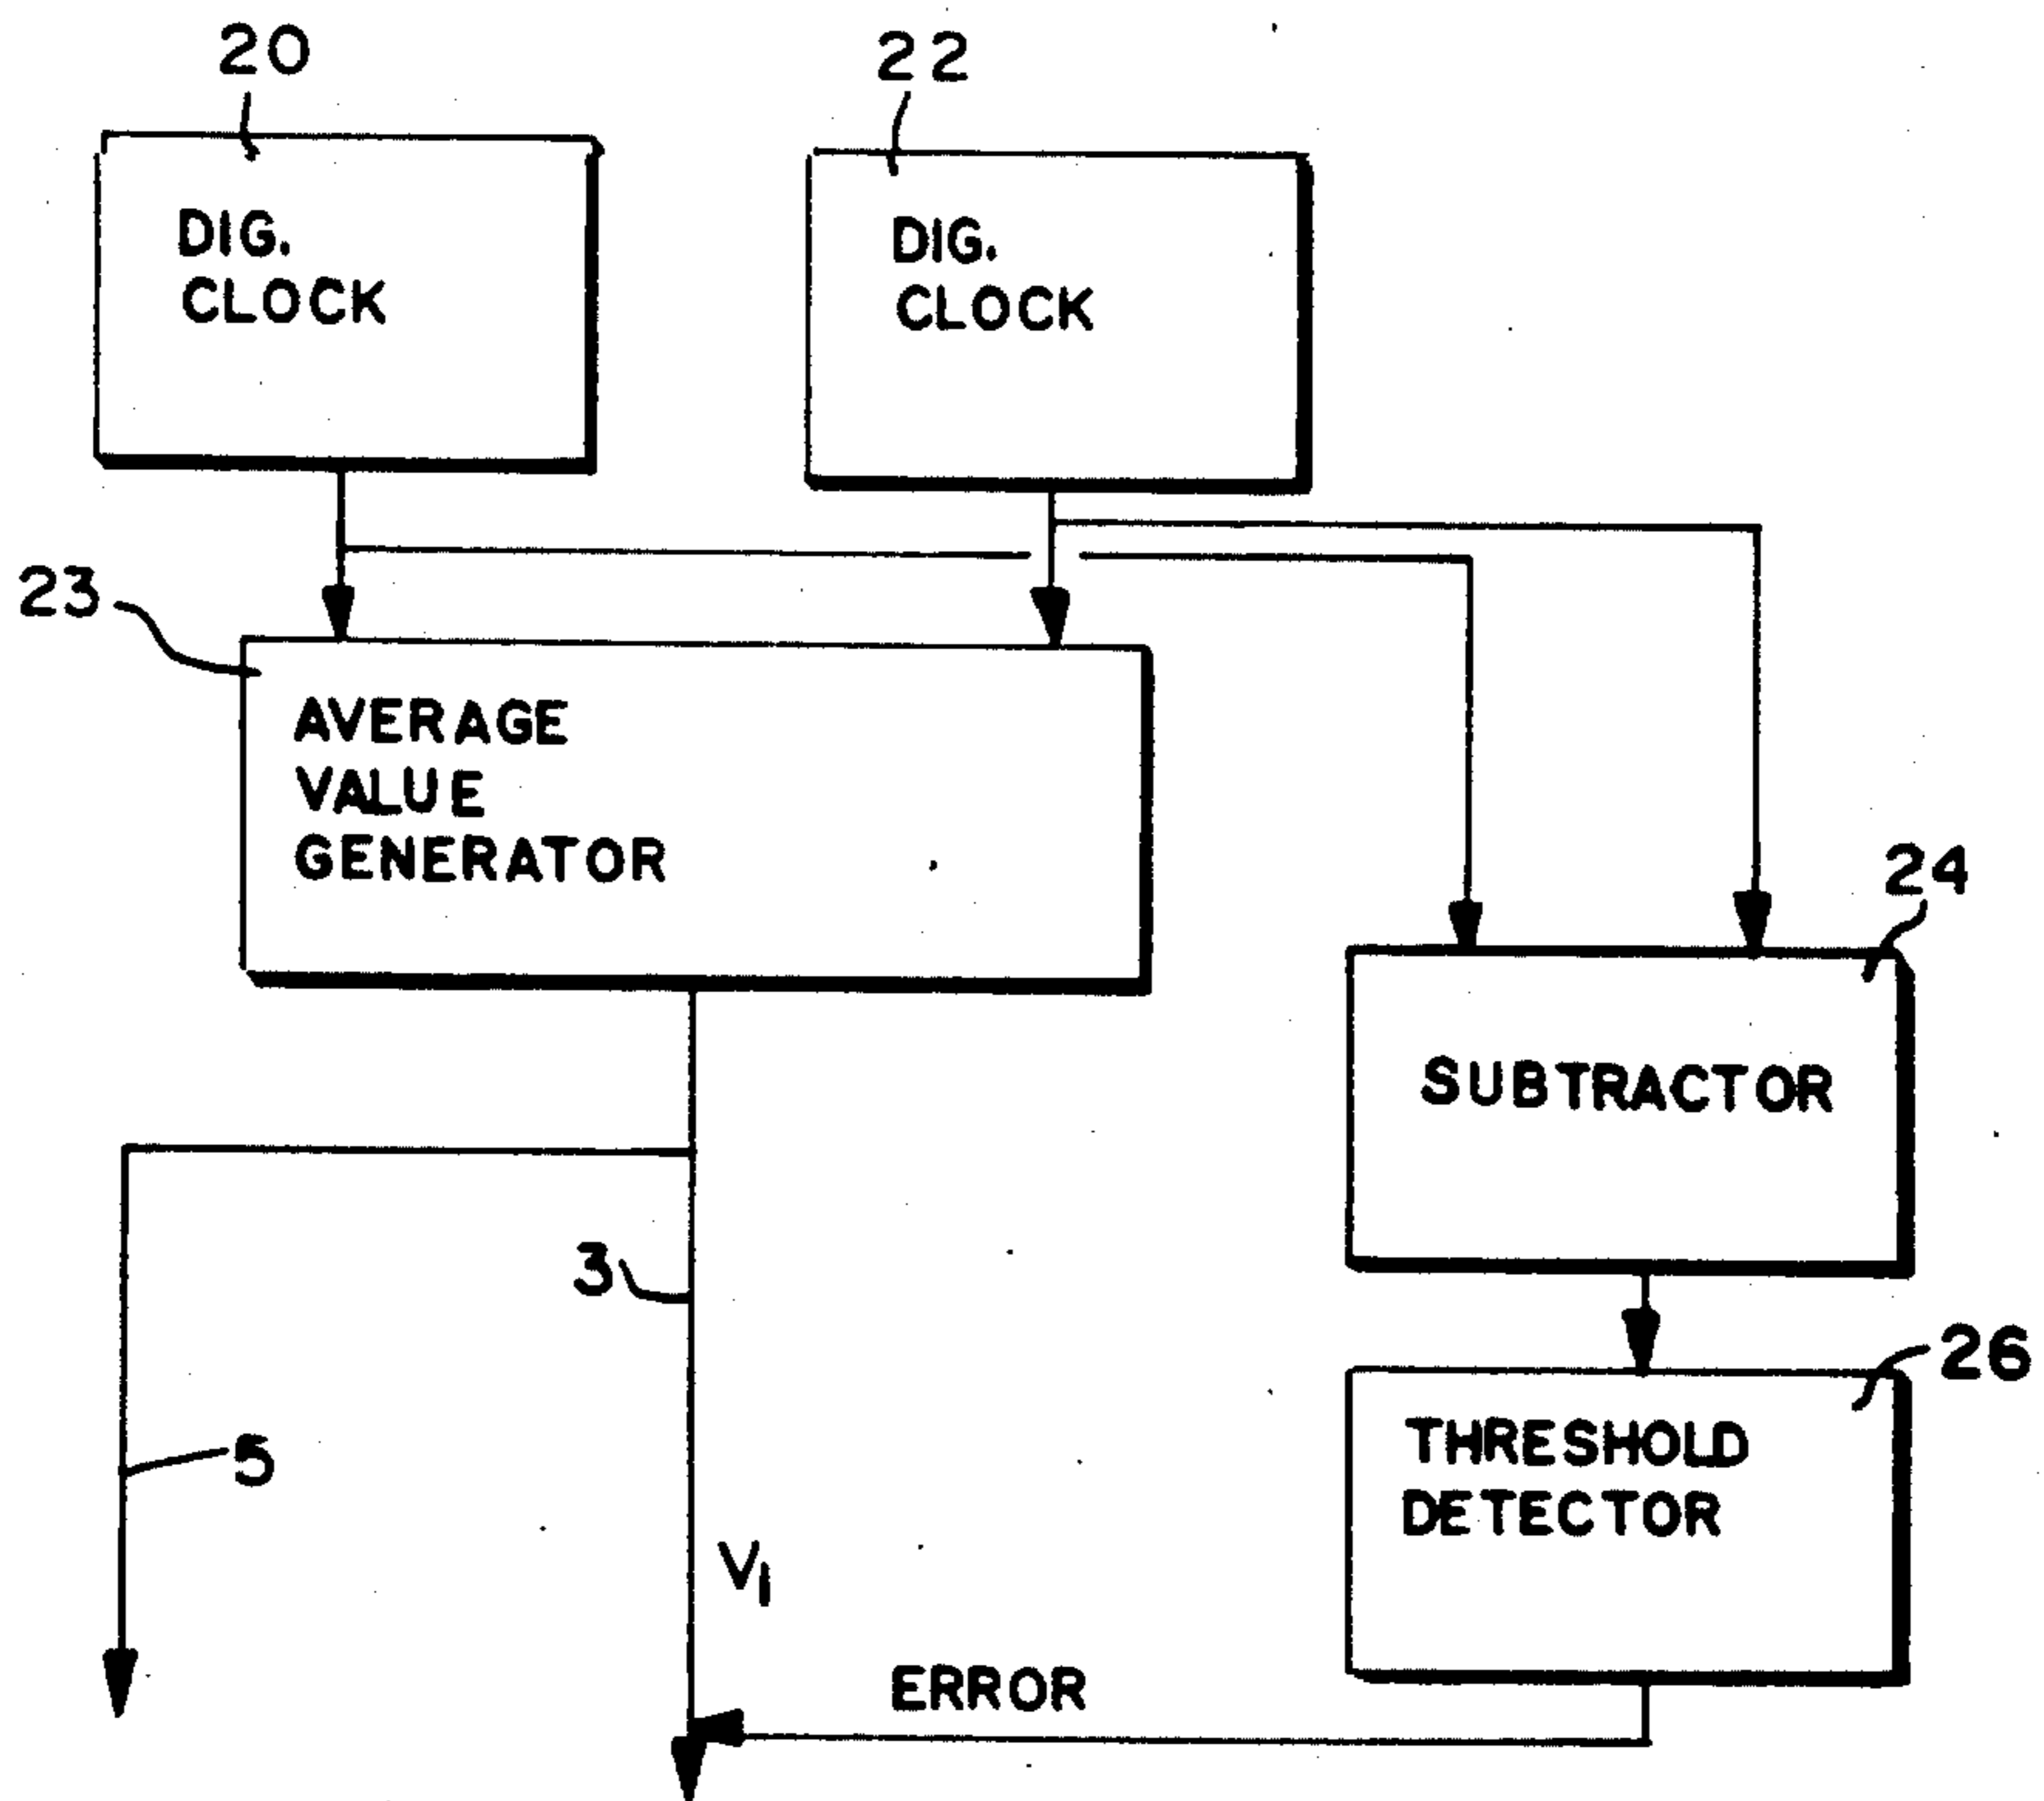 20
22
DIG.
CLOCK
DIG.
CLOCK
23
AVERAGE
VALUE
GENERATOR
24
SUBTRACTOR
3
26
THRESHOLD
DETECTOR
5
V1
ERROR